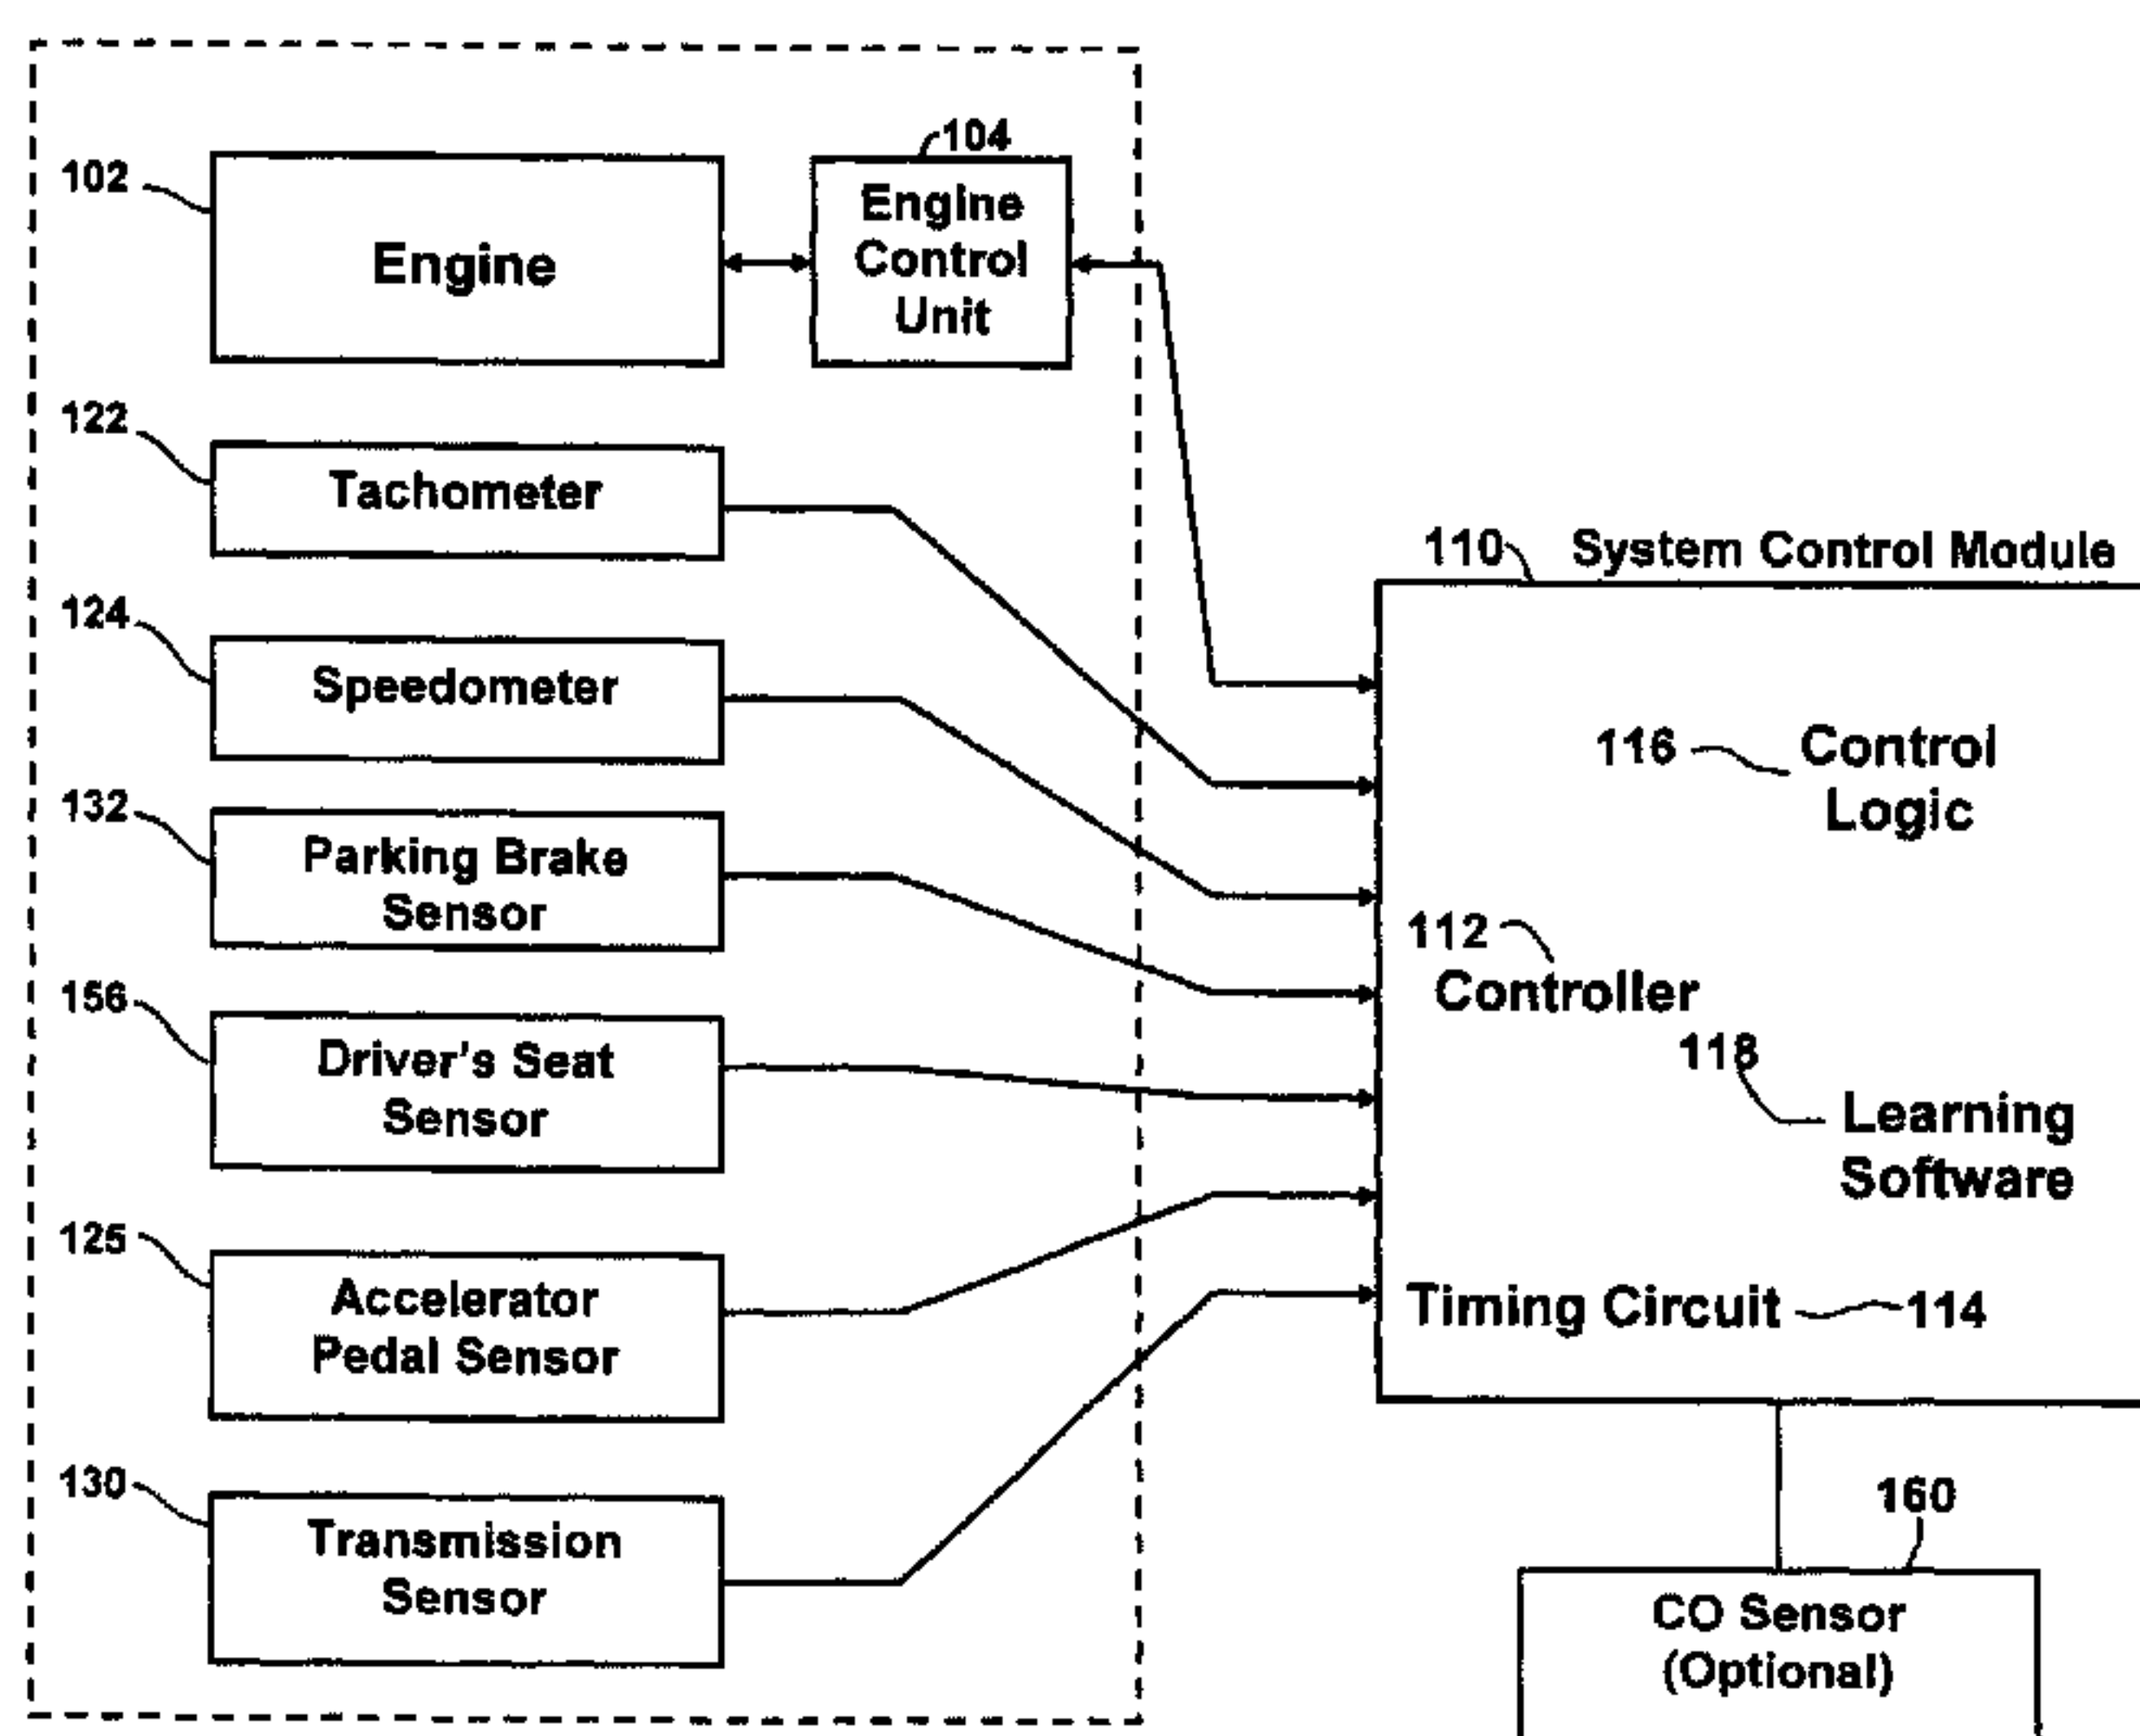 104
102
Engine
Engine
Control
Unit
122
Tachometer
110 System Control Module
124
Speedometer
116 Control
Logic
132
Parking Brake
Sensor
112
Controller
156
Driver's Seat
Sensor
118
Learning
Software
125
Accelerator
Pedal Sensor
Timing Circuit 114
130
Transmission
Sensor
160
CO Sensor
(Optional)